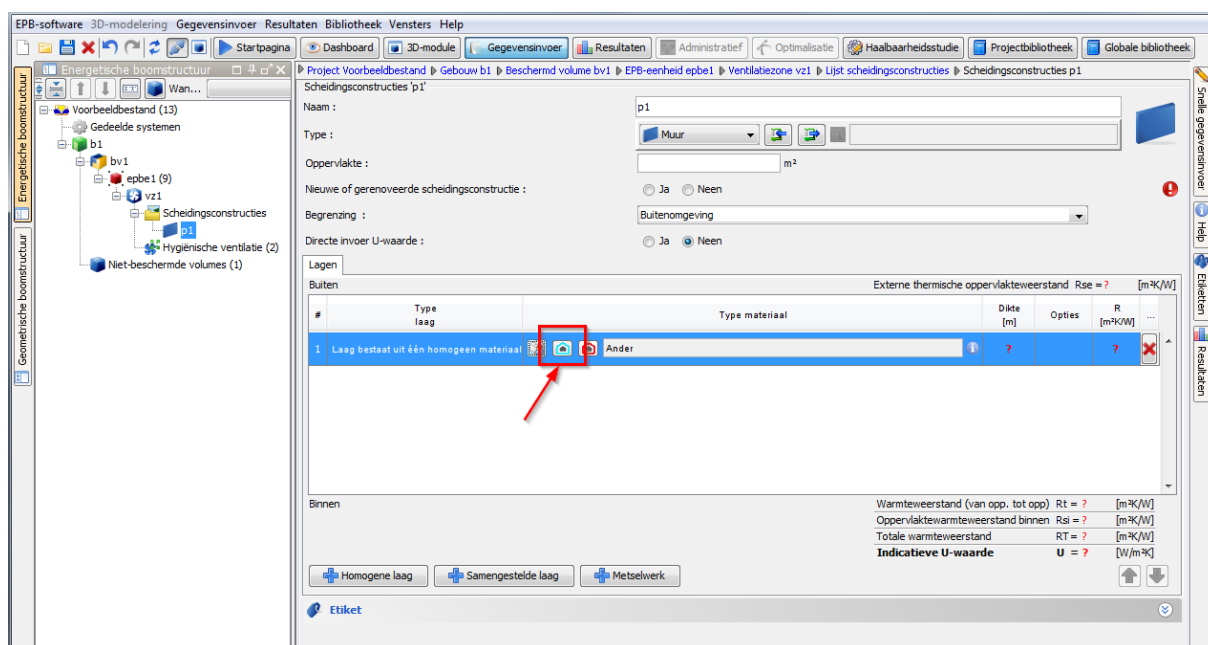 EPB-software 3D-modelering Gegevensinvoer Resultaten Bibliotheek Vensters Help
Startpagina Dashboard 3D-module Gegevensinvoer Resultaten Administratief Optimalisatie Haalbaarheidsstudie Projectbibliotheek Globale bibliotheek
Energetische boomstructuur
Wan...
Voorbeeldbestand (13)
Gedeelde systemen
b1
bv1
epbe1 (9)
vz1
Scheidingsconstructies
p1
Hygiënische ventilatie (2)
Niet-beschermde volumes (1)
Energetische boomstructuur
Geometrische boomstructuur
Project Voorbeeldbestand Gebouw b1 Beschermd volume bv1 EPB-eenheid epbe1 Ventilatiezone vz1 Lijst scheidingsconstructies Scheidingsconstructies p1
Scheidingsconstructies 'p1'
Naam : p1
Type : Muur
Oppervlakte : m²
Nieuwe of gerenoveerde scheidingsconstructie : Ja Neen
Begrenzing : Buitenomgeving
Directe invoer U-waarde : Ja Neen
Lagen
Buiten Externe thermische oppervlakteweerstand Rse = ? [m²K/W]
# Type laag Type materiaal Dikte [m] Opties R [m²K/W] ...
1 Laag bestaat uit één homogeen materiaal Ander ? ?
Binnen Warmteweerstand (van opp. tot opp) Rt = ? [m²K/W]
Oppervlaktewarmteweerstand binnen Rsi = ? [m²K/W]
Totale warmteweerstand RT = ? [m²K/W]
Indicatieve U-waarde U = ? [W/m²K]
Homogene laag Samengestelde laag Metselwerk
Etiket
Snelle gegevensinvoer
Help
Etiketten
Resultaten